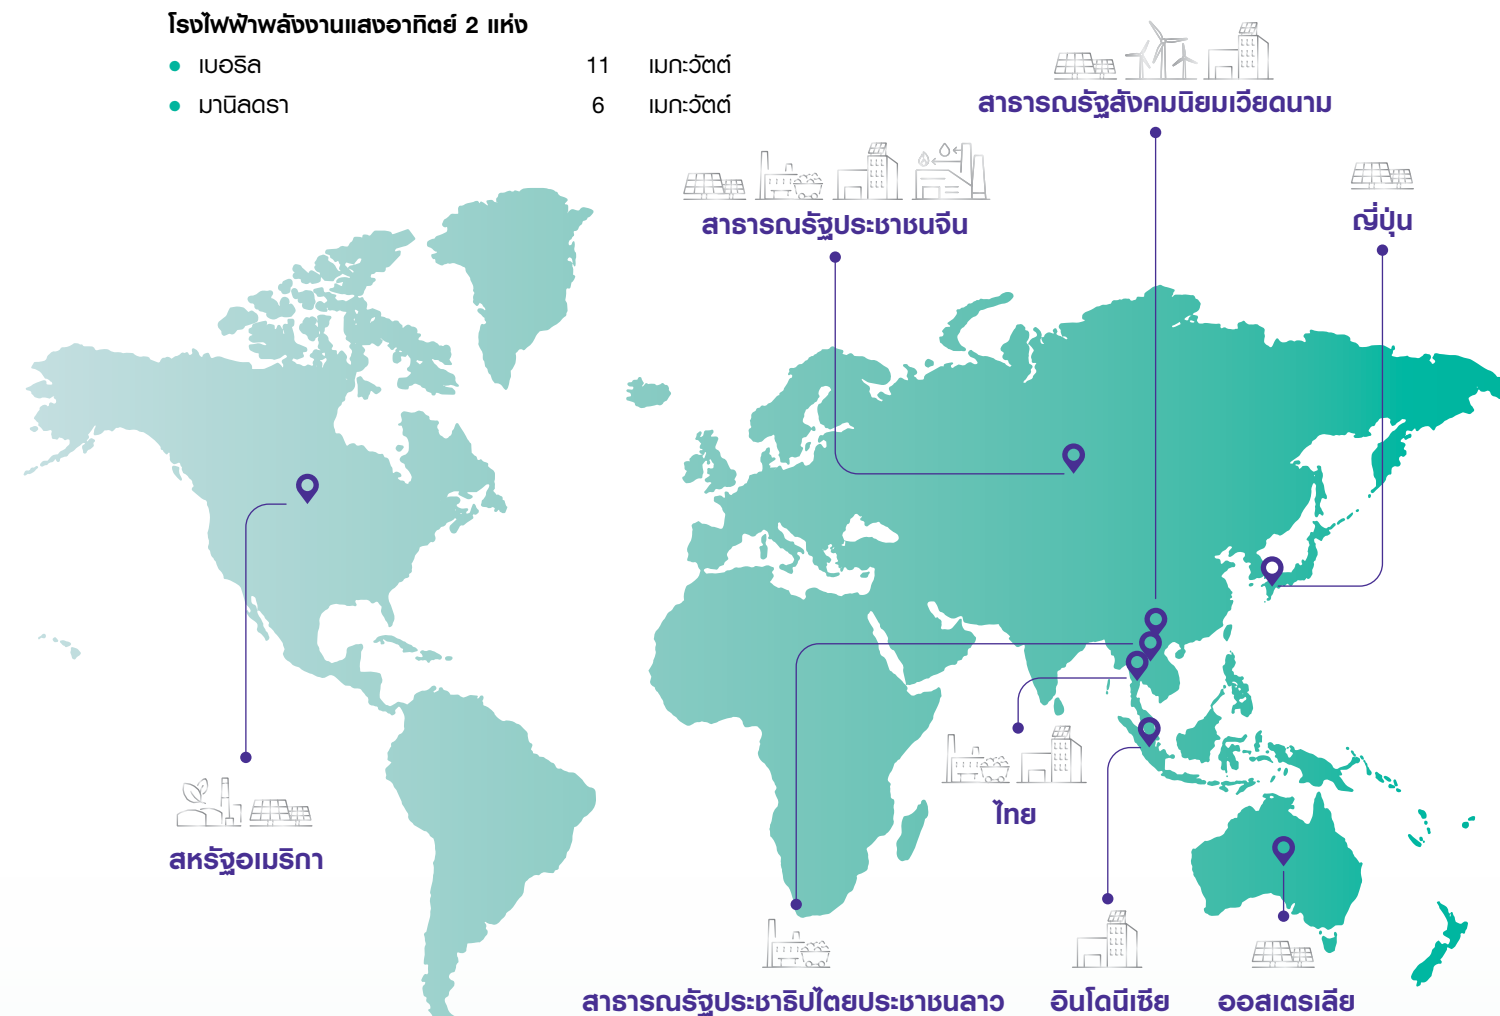 โรงไฟฟ้าพลังงานแสงอาทิตย์ 2 แห่ง
• เบอริล 11 เมกะวัตต์
• มานิลดรา 6 เมกะวัตต์
สาธารณรัฐสังคมนิยมเวียดนาม
สาธารณรัฐประชาชนจีน
ญี่ปุ่น
ไทย
สหรัฐอเมริกา
สาธารณรัฐประชาธิปไตยประชาชนลาว
อินโดนีเซีย
ออสเตรเลีย